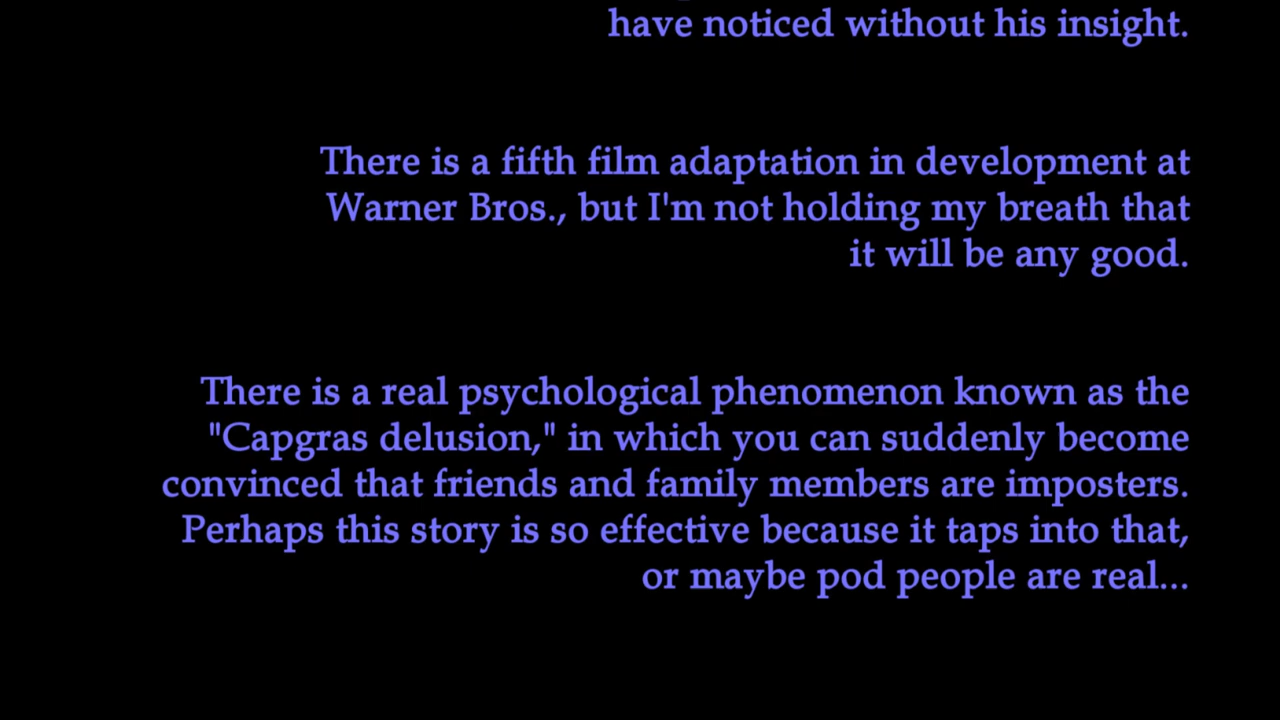 have noticed without his insight.
There is a fifth film adaptation in development at
Warner Bros., but I'm not holding my breath that
it will be any good.
There is a real psychological phenomenon known as the
"Capgras delusion," in which you can suddenly become
convinced that friends and family members are imposters.
Perhaps this story is so effective because it taps into that,
or maybe pod people are real...